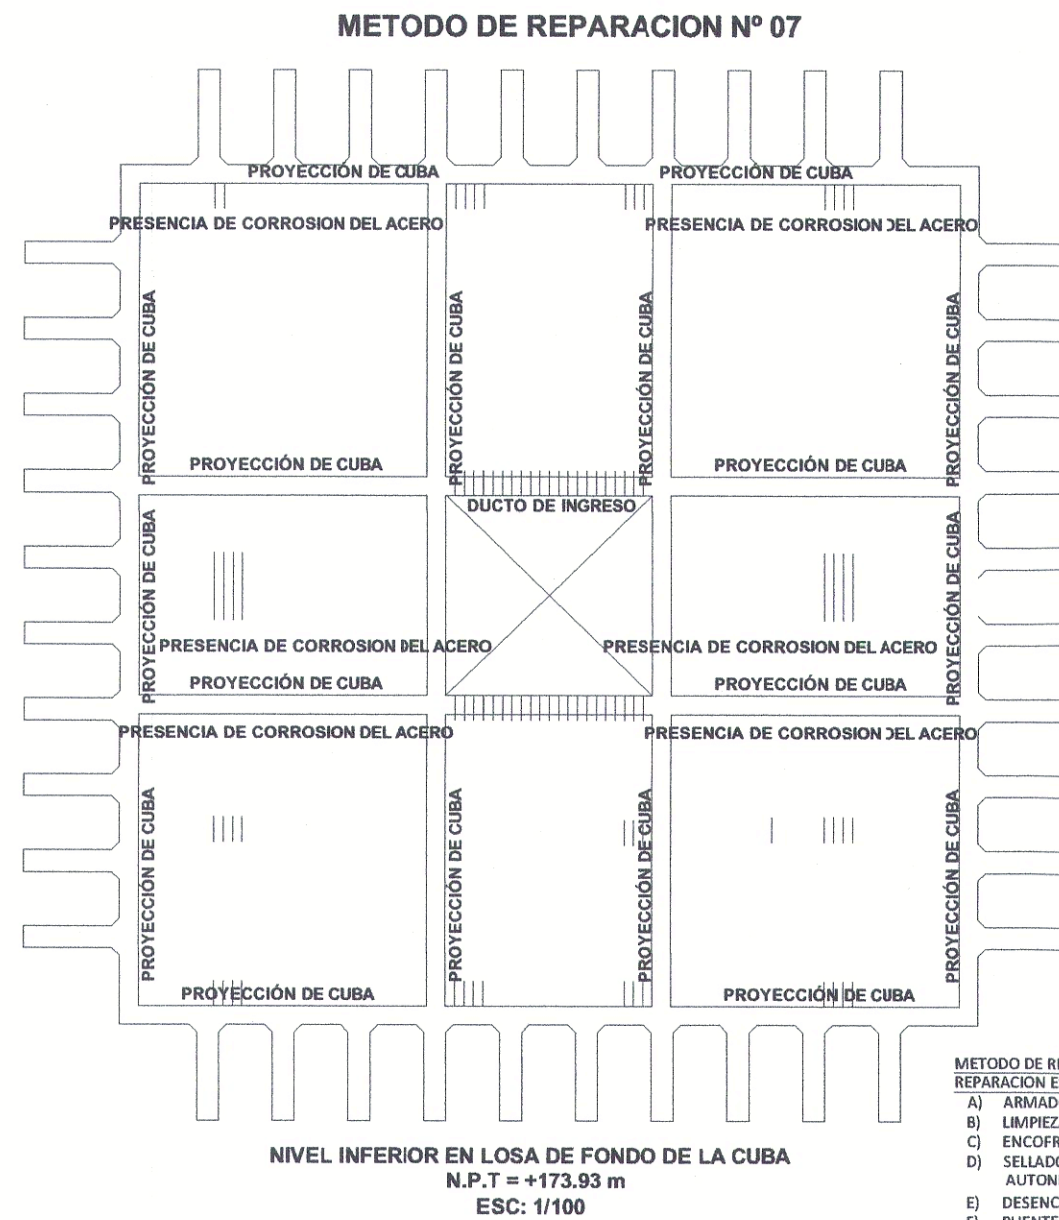 METODO DE REPARACION Nº 07
PROYECCIÓN DE CUBA
PROYECCIÓN DE CUBA
PRESENCIA DE CORROSION DEL ACERO
PRESENCIA DE CORROSION DEL ACERO
PROYECCIÓN DE CUBA
PROYECCIÓN DE CUBA
PROYECCIÓN DE CUBA
PROYECCIÓN DE CUBA
PROYECCIÓN DE CUBA
PROYECCIÓN DE CUBA
DUCTO DE INGRESO
PROYECCIÓN DE CUBA
PROYECCIÓN DE CUBA
PRESENCIA DE CORROSION DEL ACERO
PRESENCIA DE CORROSION DEL ACERO
PROYECCIÓN DE CUBA
PROYECCIÓN DE CUBA
PRESENCIA DE CORROSION DEL ACERO
PRESENCIA DE CORROSION DEL ACERO
PROYECCIÓN DE CUBA
PROYECCIÓN DE CUBA
PROYECCIÓN DE CUBA
PROYECCIÓN DE CUBA
PROYECCIÓN DE CUBA
PROYECCIÓN DE CUBA
NIVEL INFERIOR EN LOSA DE FONDO DE LA CUBA
N.P.T = +173.93 m
ESC: 1/100
METODO DE
REPARACION
A)
B)
C)
D)
E)